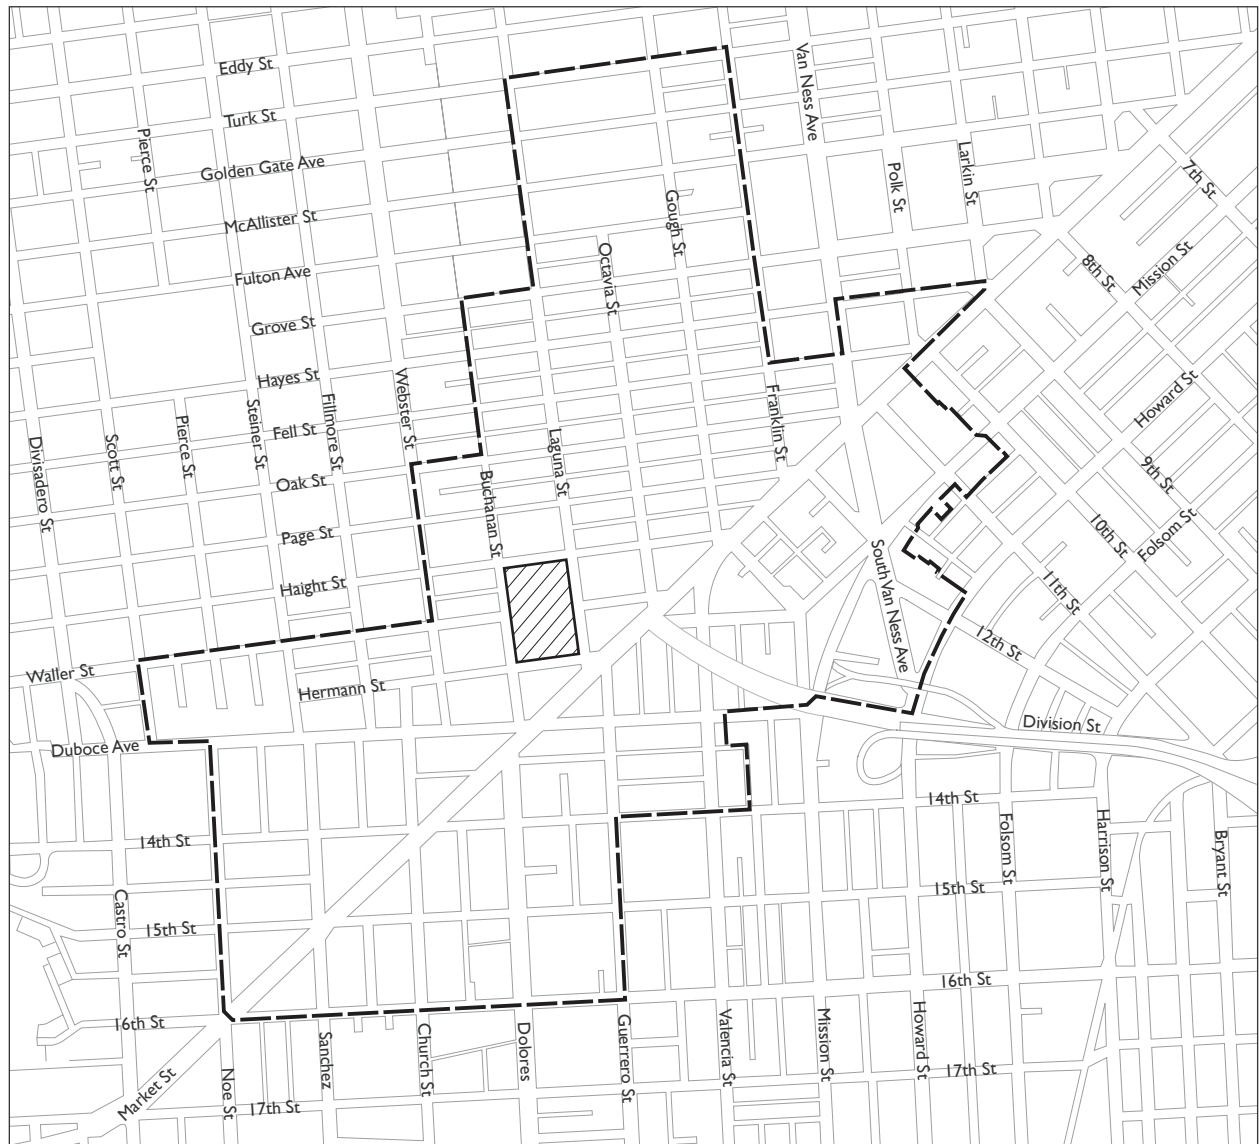 Eddy St
Turk St
Golden Gate Ave
McAllister St
Fulton Ave
Grove St
Hayes St
Fell St
Oak St
Page St
Haight St
Waller St
Hermann St
Duboce Ave
14th St
15th St
16th St
17th St
Pierce St
Divisadero St
Scott St
Pierce St
Steiner St
Fillmore St
Webster St
Buchanan St
Laguna St
Octavia St
Gough St
Franklin St
Van Ness Ave
Polk St
Larkin St
7th St
8th St
Mission St
Howard St
9th St
10th St
Folsom St
11th St
12th St
South Van Ness Ave
Division St
14th St
15th St
16th St
17th St
Folsom St
Harrison St
Bryant St
Castro St
Market St
Noe St
Sanchez
Church St
Dolores
Guerrero St
Valencia St
Mission St
Howard St